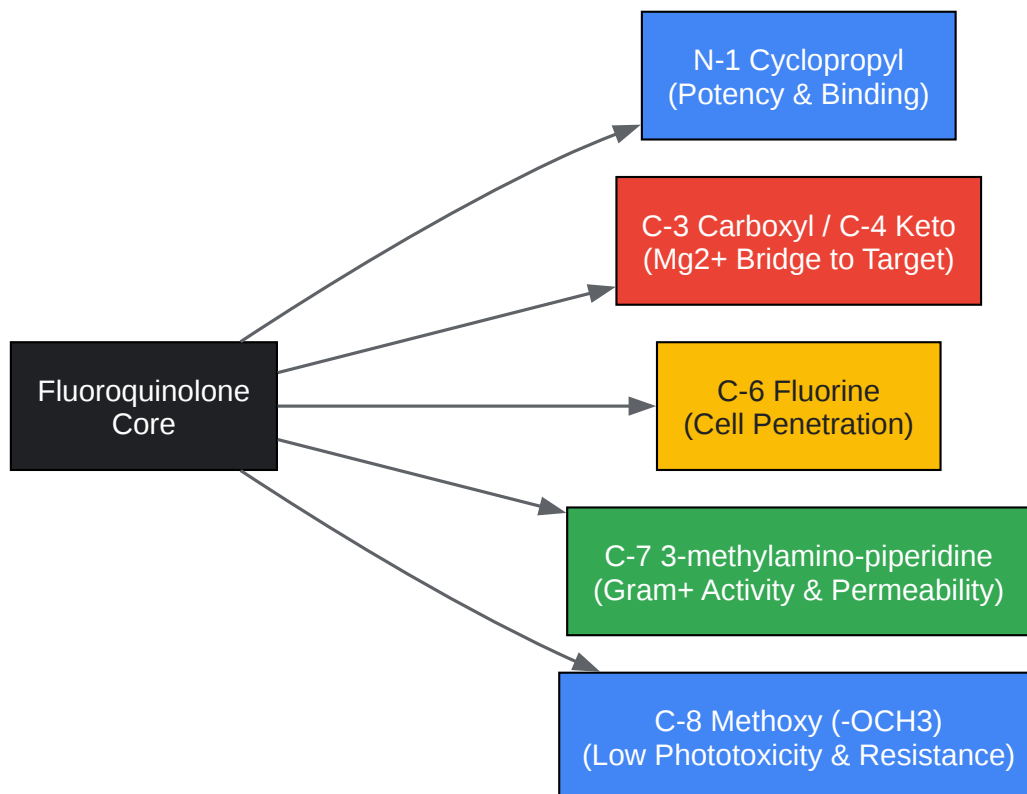 N-1 Cyclopropyl
(Potency & Binding)
C-3 Carboxyl / C-4 Keto
(Mg2+ Bridge to Target)
Fluoroquinolone
Core
C-6 Fluorine
(Cell Penetration)
C-7 3-methylamino-piperidine
(Gram+ Activity & Permeability)
C-8 Methoxy (-OCH3)
(Low Phototoxicity & Resistance)